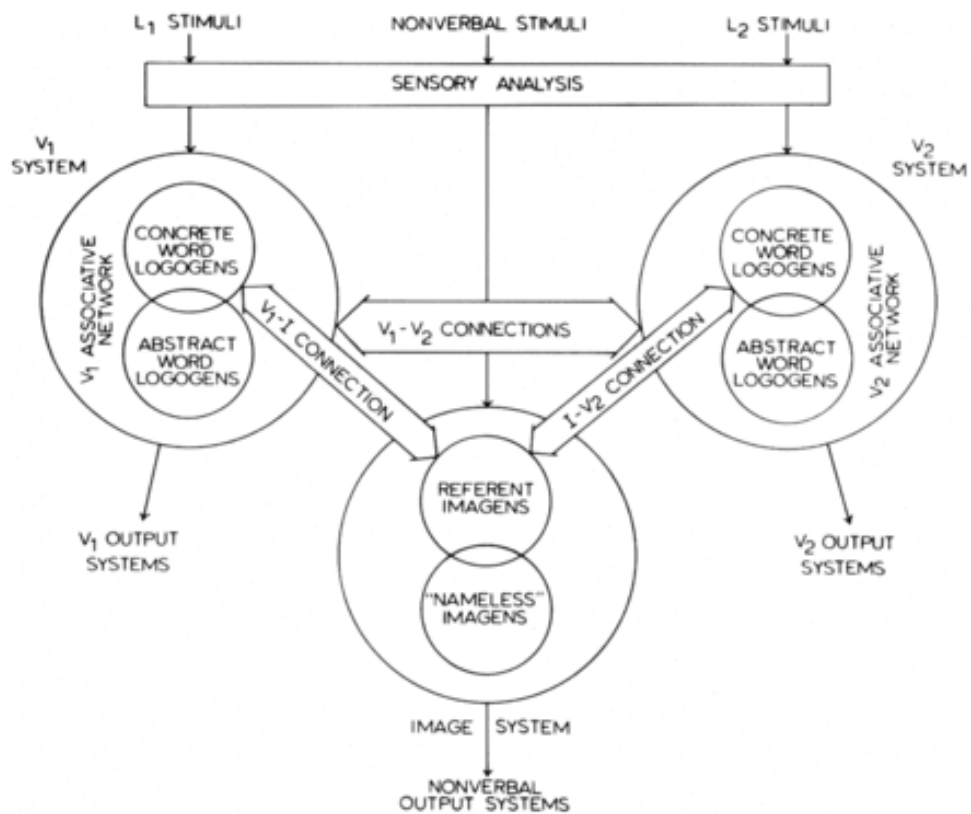 L₁ STIMULI
NONVERBAL STIMULI
L₂ STIMULI
SENSORY ANALYSIS
V₁
SYSTEM
V₂
SYSTEM
CONCRETE
WORD
LOGOGENS
ABSTRACT
WORD
LOGOGENS
V₁ ASSOCIATIVE
NETWORK
V₁-I CONNECTION
V₁-V₂ CONNECTIONS
I-V₂ CONNECTION
CONCRETE
WORD
LOGOGENS
ABSTRACT
WORD
LOGOGENS
V₂ ASSOCIATIVE
NETWORK
REFERENT
IMAGENS
"NAMELESS"
IMAGENS
V₁ OUTPUT
SYSTEMS
V₂ OUTPUT
SYSTEMS
IMAGE SYSTEM
NONVERBAL
OUTPUT SYSTEMS